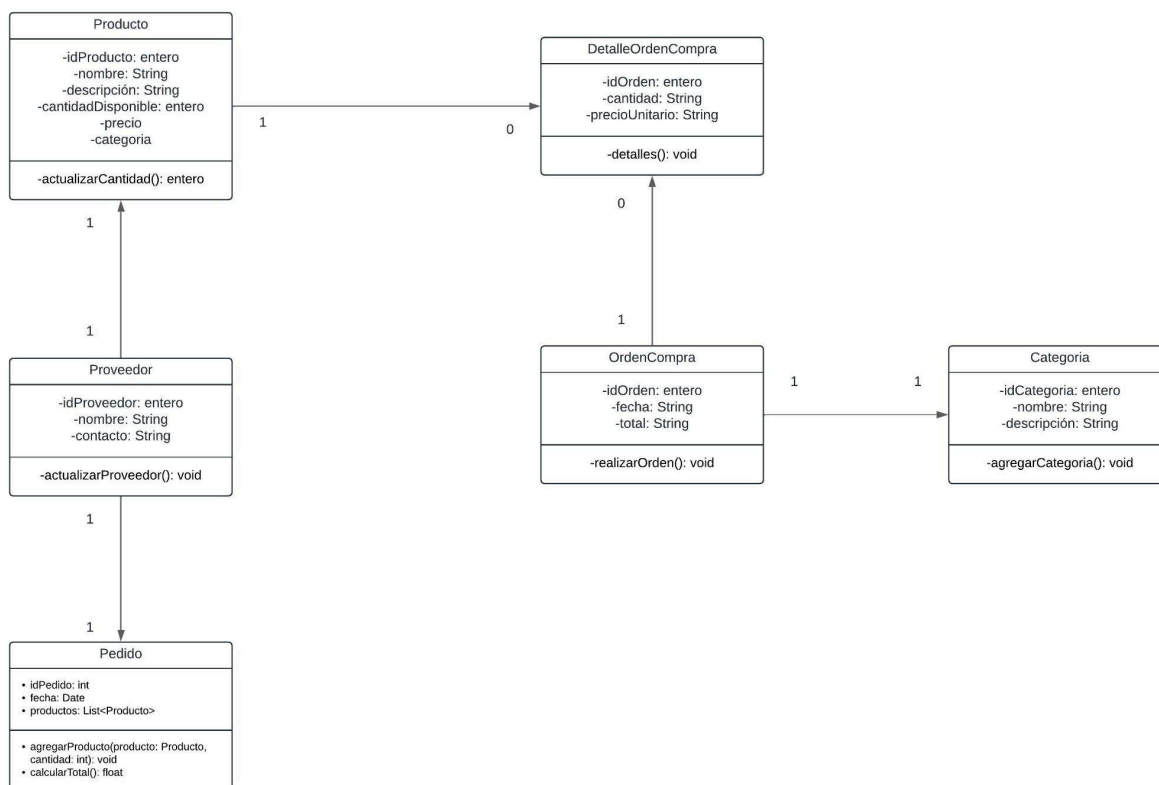 Producto
-idProducto: entero
-nombre: String
-descripción: String
-cantidadDisponible: entero
-precio
-categoria
-actualizarCantidad(): entero
1
0
DetalleOrdenCompra
-idOrden: entero
-cantidad: String
-precioUnitario: String
-detalles(): void
1
1
0
1
Proveedor
-idProveedor: entero
-nombre: String
-contacto: String
-actualizarProveedor(): void
OrdenCompra
-idOrden: entero
-fecha: String
-total: String
-realizarOrden(): void
1
1
Categoria
-idCategoria: entero
-nombre: String
-descripción: String
-agregarCategoria(): void
1
1
Pedido
• idPedido: int
• fecha: Date
• productos: List<Producto>
• agregarProducto(producto: Producto,
cantidad: int): void
• calcularTotal(): float